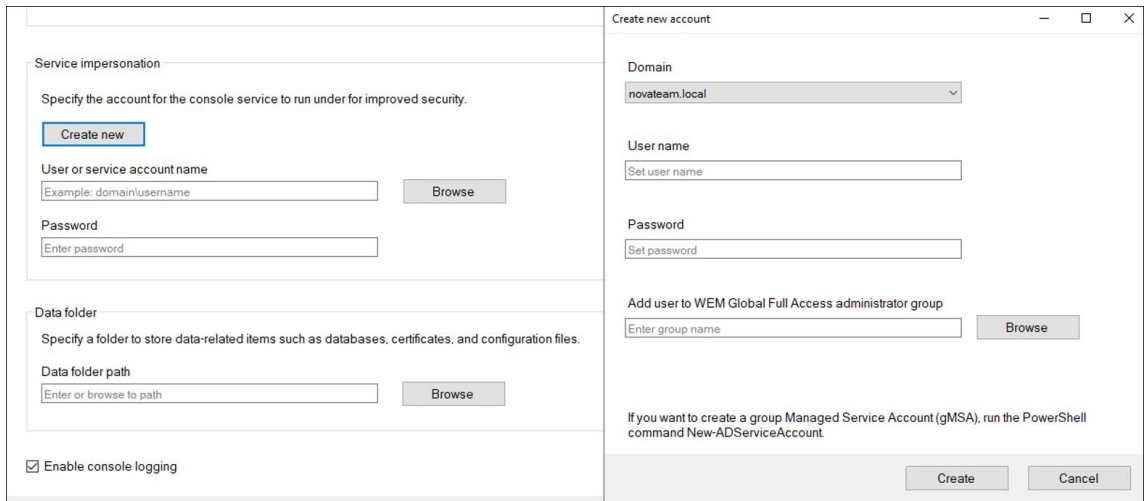 Service impersonation
Specify the account for the console service to run under for improved security.
Create new
User or service account name
Example: domain\username
Browse
Password
Enter password
Data folder
Specify a folder to store data-related items such as databases, certificates, and configuration files.
Data folder path
Enter or browse to path
Browse
Enable console logging
Create new account
Domain
novateam.local
User name
Set user name
Password
Set password
Add user to WEM Global Full Access administrator group
Enter group name
Browse
If you want to create a group Managed Service Account (gMSA), run the PowerShell
command New-ADServiceAccount.
Create
Cancel